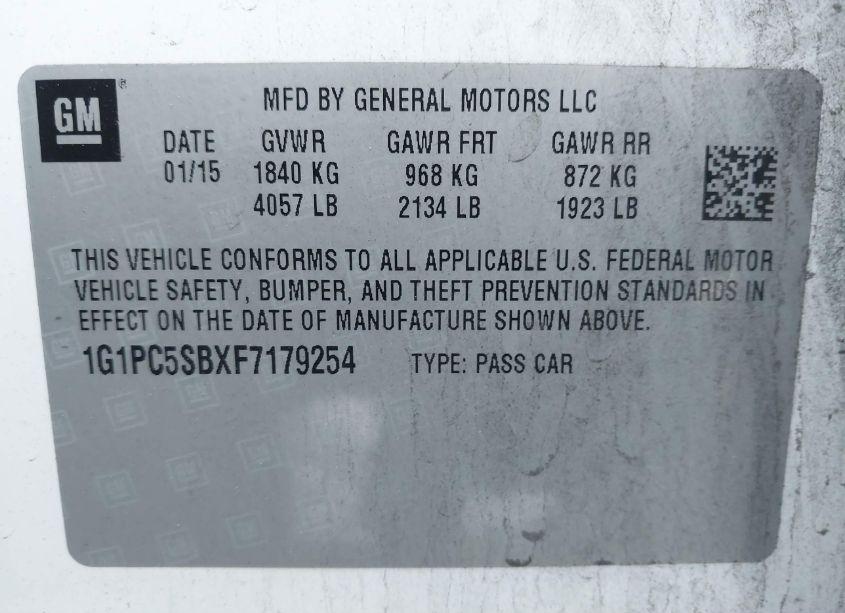 GM
MFD BY GENERAL MOTORS LLC
DATE GVWR GAWR FRT GAWR RR
01/15 1840 KG 968 KG 872 KG
4057 LB 2134 LB 1923 LB
THIS VEHICLE CONFORMS TO ALL APPLICABLE U.S. FEDERAL MOTOR
VEHICLE SAFETY, BUMPER, AND THEFT PREVENTION STANDARDS IN
EFFECT ON THE DATE OF MANUFACTURE SHOWN ABOVE.
1G1PC5SBXF7179254 TYPE: PASS CAR